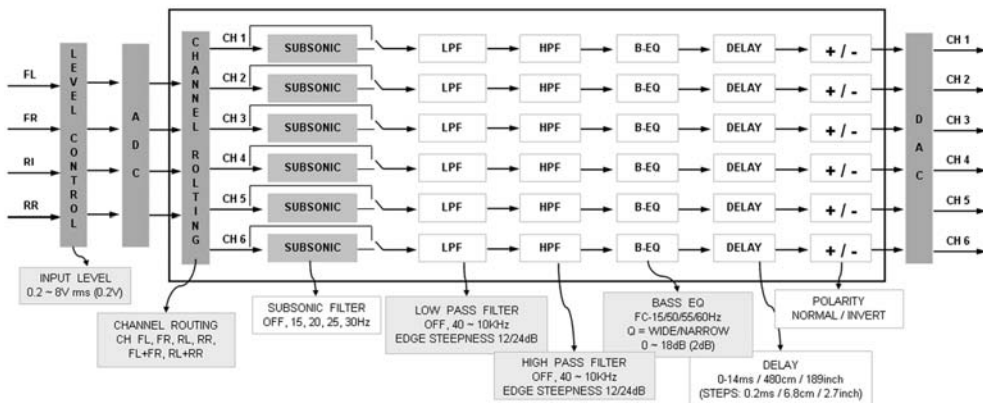 FL
FR
RI
RR
LEVEL CONTROL
ADC
CHANNEL ROLTING
CH 1
SUBSONIC
LPF
HPF
B-EQ
DELAY
+ / -
CH 1
CH 2
SUBSONIC
LPF
HPF
B-EQ
DELAY
+ / -
CH 2
CH 3
SUBSONIC
LPF
HPF
B-EQ
DELAY
+ / -
CH 3
CH 4
SUBSONIC
LPF
HPF
B-EQ
DELAY
+ / -
CH 4
CH 5
SUBSONIC
LPF
HPF
B-EQ
DELAY
+ / -
CH 5
CH 6
SUBSONIC
LPF
HPF
B-EQ
DELAY
+ / -
CH 6
DAC
INPUT LEVEL
0.2 ~ 8V rms (0.2V)
CHANNEL ROUTING
CH FL, FR, RL, RR,
FL+FR, RL+RR
SUBSONIC FILTER
OFF, 15, 20, 25, 30Hz
LOW PASS FILTER
OFF, 40 ~ 10KHz
EDGE STEEPNESS 12/24dB
HIGH PASS FILTER
OFF, 40 ~ 10KHz
EDGE STEEPNESS 12/24dB
BASS EQ
FC-15/50/55/60Hz
Q = WIDE/NARROW
0 ~ 18dB (2dB)
DELAY
0-14ms / 480cm / 189inch
(STEPS: 0.2ms / 6.8cm / 2.7inch)
POLARITY
NORMAL / INVERT